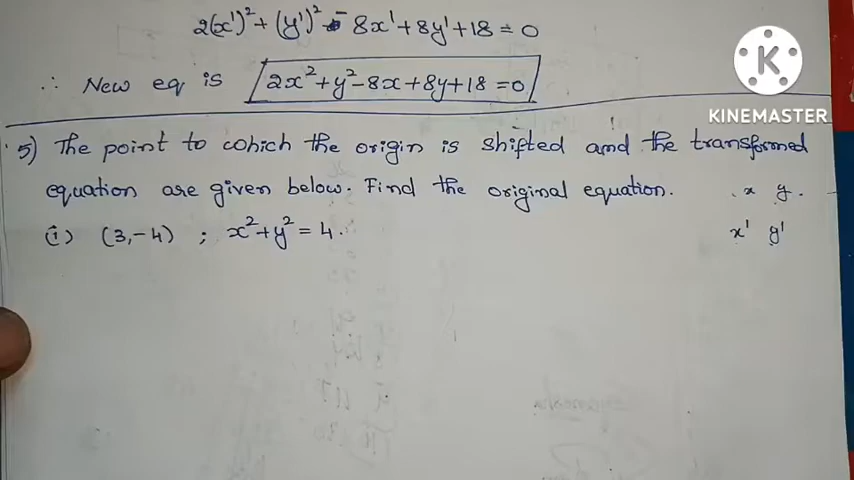 2(x')² + (y')² - 8x' + 8y' + 18 = 0
∴ New eq is 2x² + y² - 8x + 8y + 18 = 0
K
KINEMASTER
5) The point to which the origin is shifted and the transformed
equation are given below. Find the original equation. x y.
(i) (3, -4) ; x² + y² = 4. x' y'